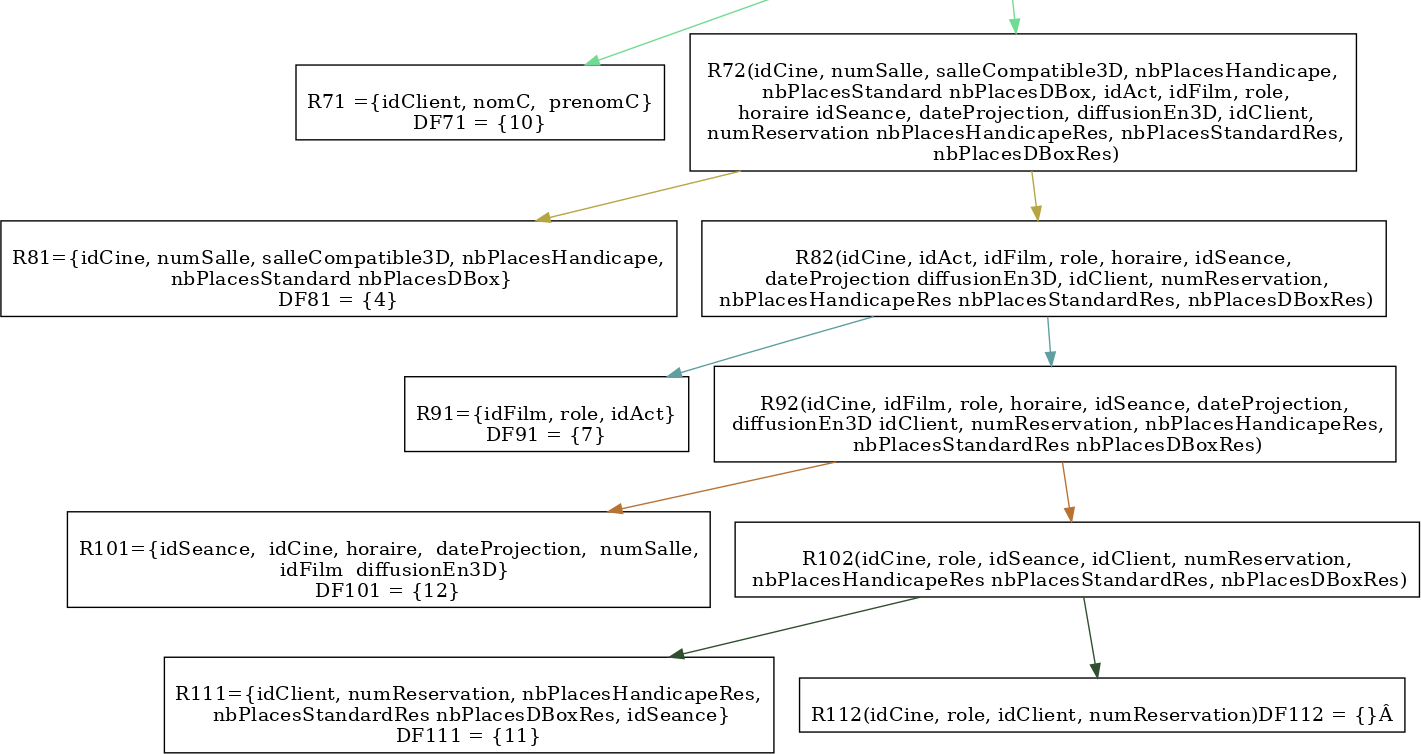 R71 ={idClient, nomC,  prenomC}
DF71 = {10}
R72(idCine, numSalle, salleCompatible3D, nbPlacesHandicape,
nbPlacesStandard nbPlacesDBox, idAct, idFilm, role,
horaire idSeance, dateProjection, diffusionEn3D, idClient,
numReservation nbPlacesHandicapeRes, nbPlacesStandardRes,
nbPlacesDBoxRes)
R81={idCine, numSalle, salleCompatible3D, nbPlacesHandicape,
nbPlacesStandard nbPlacesDBox}
DF81 = {4}
R82(idCine, idAct, idFilm, role, horaire, idSeance,
dateProjection diffusionEn3D, idClient, numReservation,
nbPlacesHandicapeRes nbPlacesStandardRes, nbPlacesDBoxRes)
R91={idFilm, role, idAct}
DF91 = {7}
R92(idCine, idFilm, role, horaire, idSeance, dateProjection,
diffusionEn3D idClient, numReservation, nbPlacesHandicapeRes,
nbPlacesStandardRes nbPlacesDBoxRes)
R101={idSeance,  idCine, horaire,  dateProjection,  numSalle,
idFilm  diffusionEn3D}
DF101 = {12}
R102(idCine, role, idSeance, idClient, numReservation,
nbPlacesHandicapeRes nbPlacesStandardRes, nbPlacesDBoxRes)
R111={idClient, numReservation, nbPlacesHandicapeRes,
nbPlacesStandardRes nbPlacesDBoxRes, idSeance}
DF111 = {11}
R112(idCine, role, idClient, numReservation)DF112 = {}Â